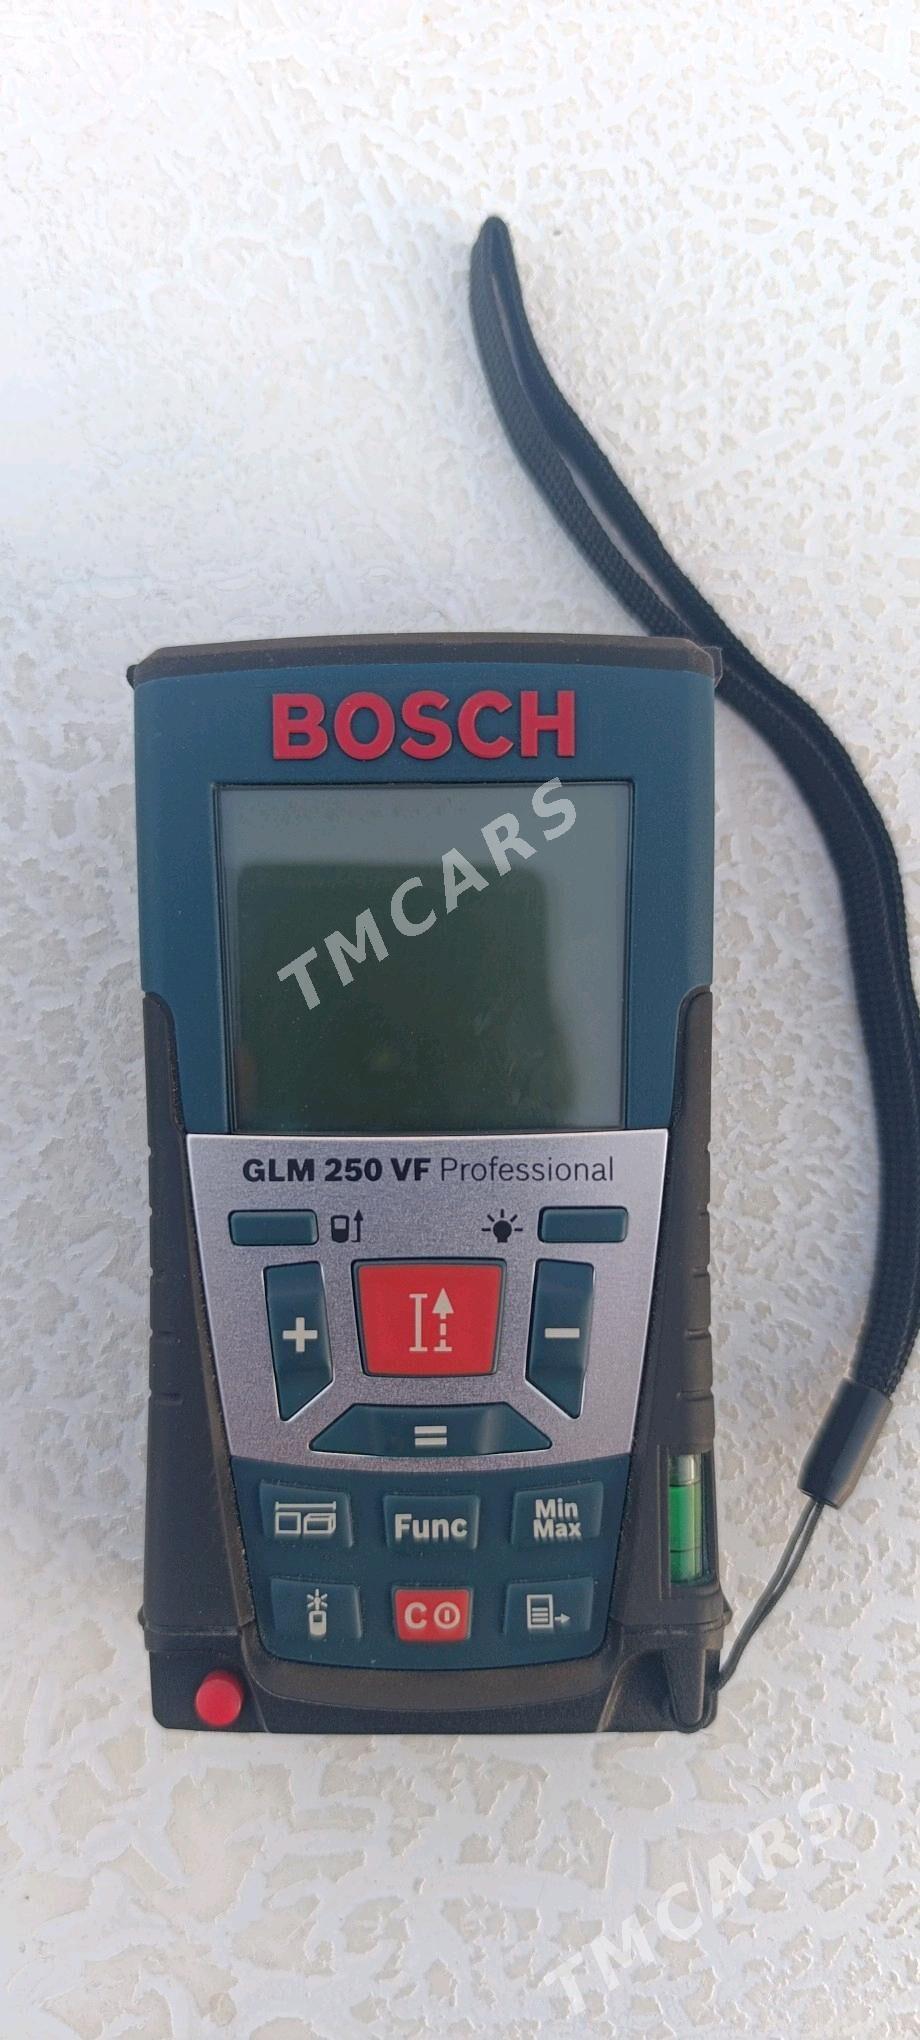 BOSCH
TMCARS
GLM 250 VF Professional
+
−
=
Func
Min
Max
C
TMCARS